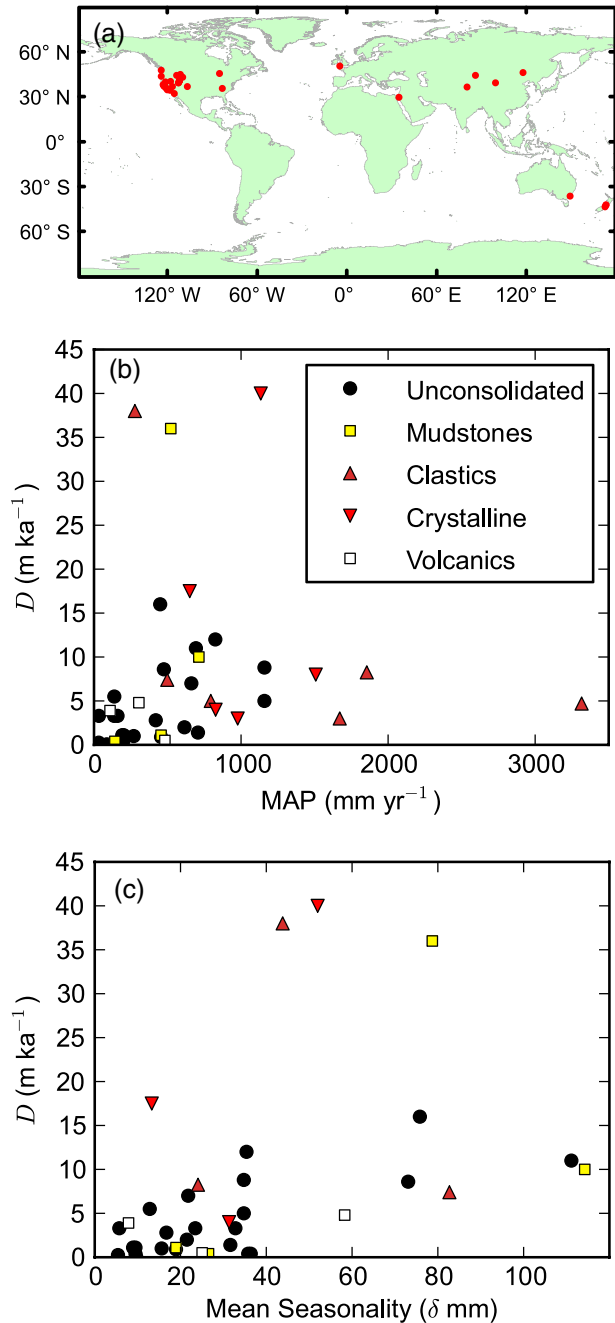 (a)
60° N
30° N
0°
30° S
60° S
120° W
60° W
0°
60° E
120° E
(b)
45
40
35
30
25
20
15
10
5
0
D (m ka⁻¹)
Unconsolidated
Mudstones
Clastics
Crystalline
Volcanics
0
1000
2000
3000
MAP (mm yr⁻¹)
(c)
45
40
35
30
25
20
15
10
5
0
D (m ka⁻¹)
0
20
40
60
80
100
Mean Seasonality (δ mm)